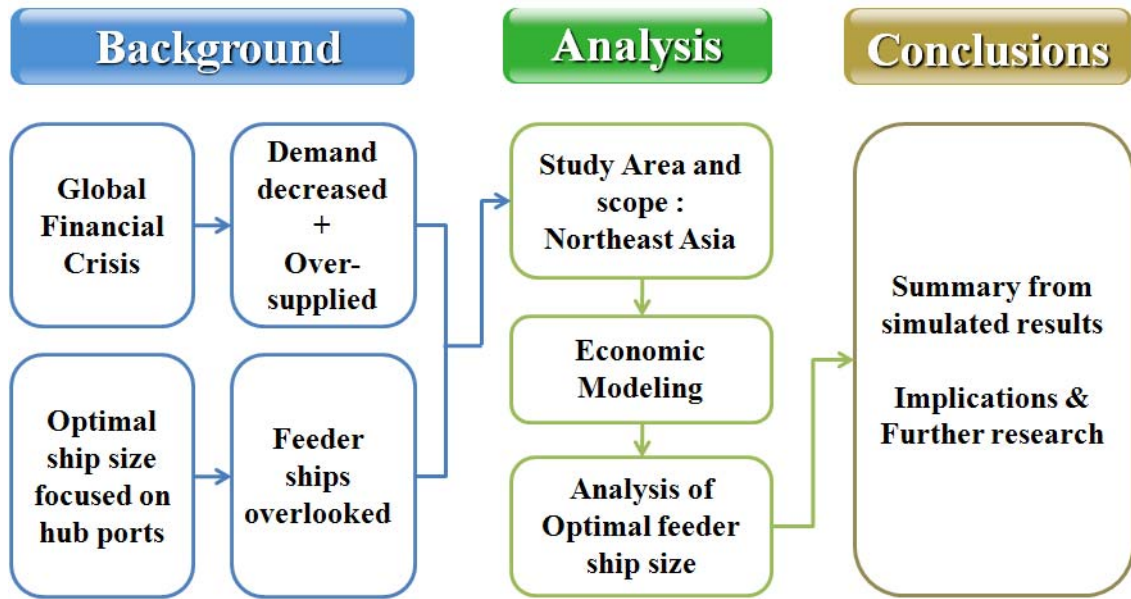 Background
Analysis
Conclusions
Global
Financial
Crisis
Demand
decreased
+
Over-
supplied
Optimal
ship size
focused on
hub ports
Feeder
ships
overlooked
Study Area and
scope :
Northeast Asia
Economic
Modeling
Analysis of
Optimal feeder
ship size
Summary from
simulated results
Implications &
Further research